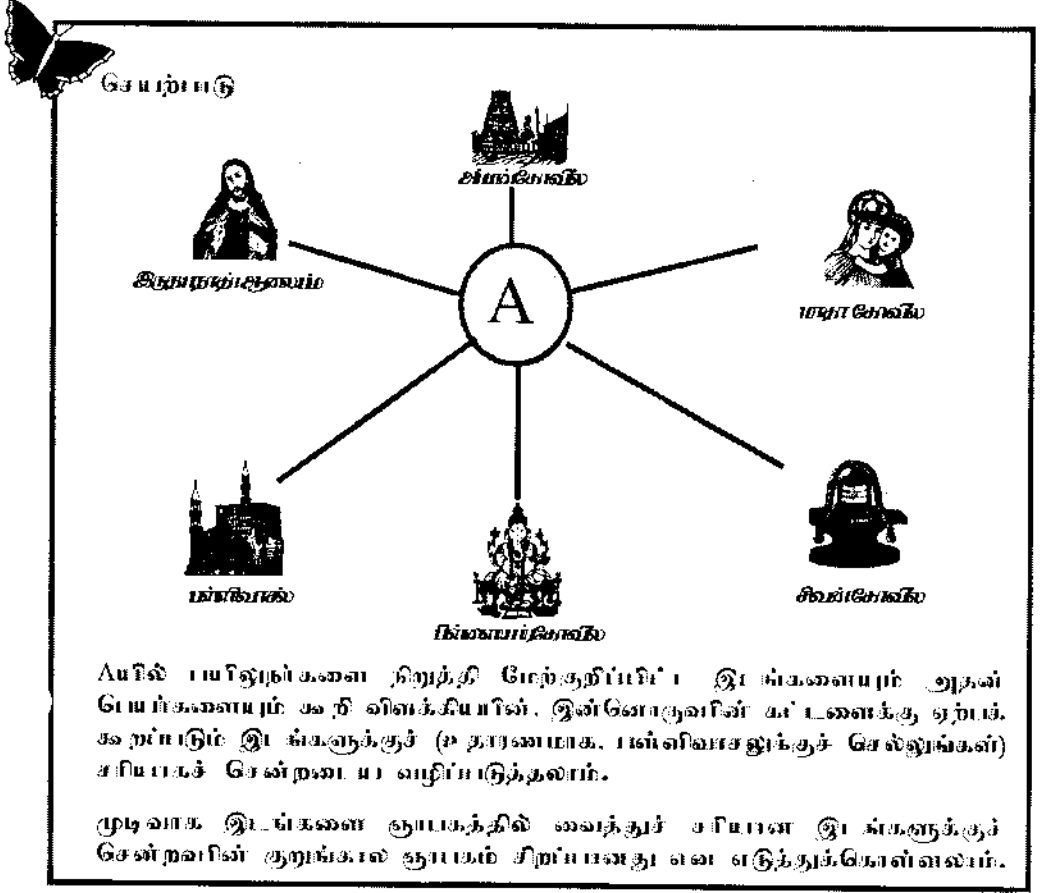 செயற்பாடு
அம்மன்கோவில்
இருதயநாதர்ஆலயம்
A
மாதா கோவில்
பள்ளிவாசல்
பிள்ளையார்கோவில்
சிவன்கோவில்
Aயில் பயிலுநர்களை நிறுத்தி மேற்குறிப்பிட்ட இடங்களையும் அதன்
பெயர்களையும் கூறி விளக்கியபின், இன்னொருவரின் கட்டளைக்கு ஏற்பக்
கூறப்படும் இடங்களுக்குச் (உதாரணமாக, பள்ளிவாசலுக்குச் செல்லுங்கள்)
சரியாகச் சென்றடைய வழிப்படுத்தலாம்.
முடிவாக இடங்களை ஞாபகத்தில் வைத்துச் சரியான இடங்களுக்குச்
சென்றவரின் குறுங்கால ஞாபகம் சிறப்பானது என எடுத்துக்கொள்ளலாம்.